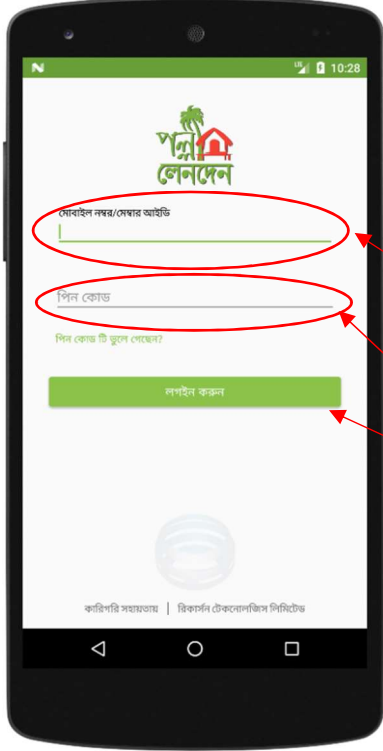 10:28
পল্লী
লেনদেন
মোবাইল নম্বর/মেম্বার আইডি
পিন কোড
পিন কোড টি ভুলে গেছেন?
লগইন করুন
কারিগরি সহায়তায় | রিকার্সন টেকনোলজিস লিমিটেড